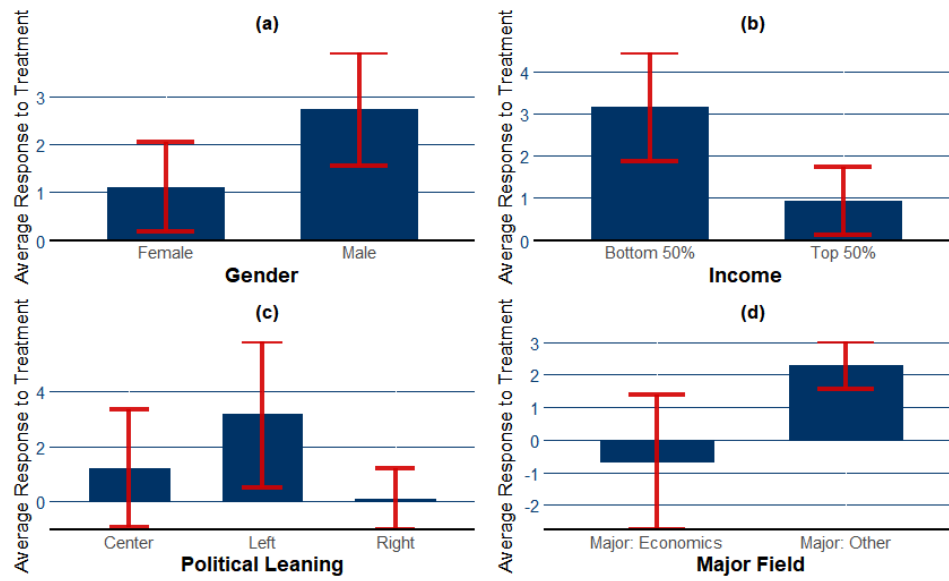 (a)
Average Response to Treatment
3
2
1
0
Female Male
Gender
(b)
Average Response to Treatment
4
3
2
1
0
Bottom 50% Top 50%
Income
(c)
Average Response to Treatment
4
2
0
Center Left Right
Political Leaning
(d)
Average Response to Treatment
3
2
1
0
-1
-2
Major: Economics Major: Other
Major Field